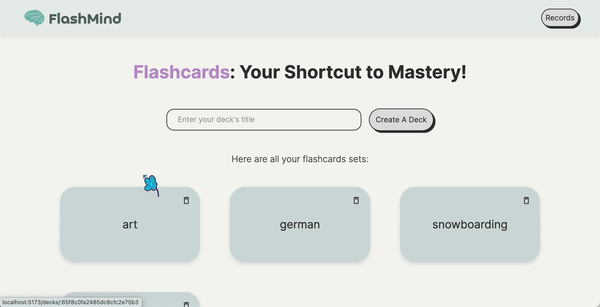 FlashMind
Records
Flashcards: Your Shortcut to Mastery!
Enter your deck's title
Create A Deck
Here are all your flashcards sets:
art
german
snowboarding
localhost:5173/decks/:65f8c0fa2485dc8cfc2e75b3